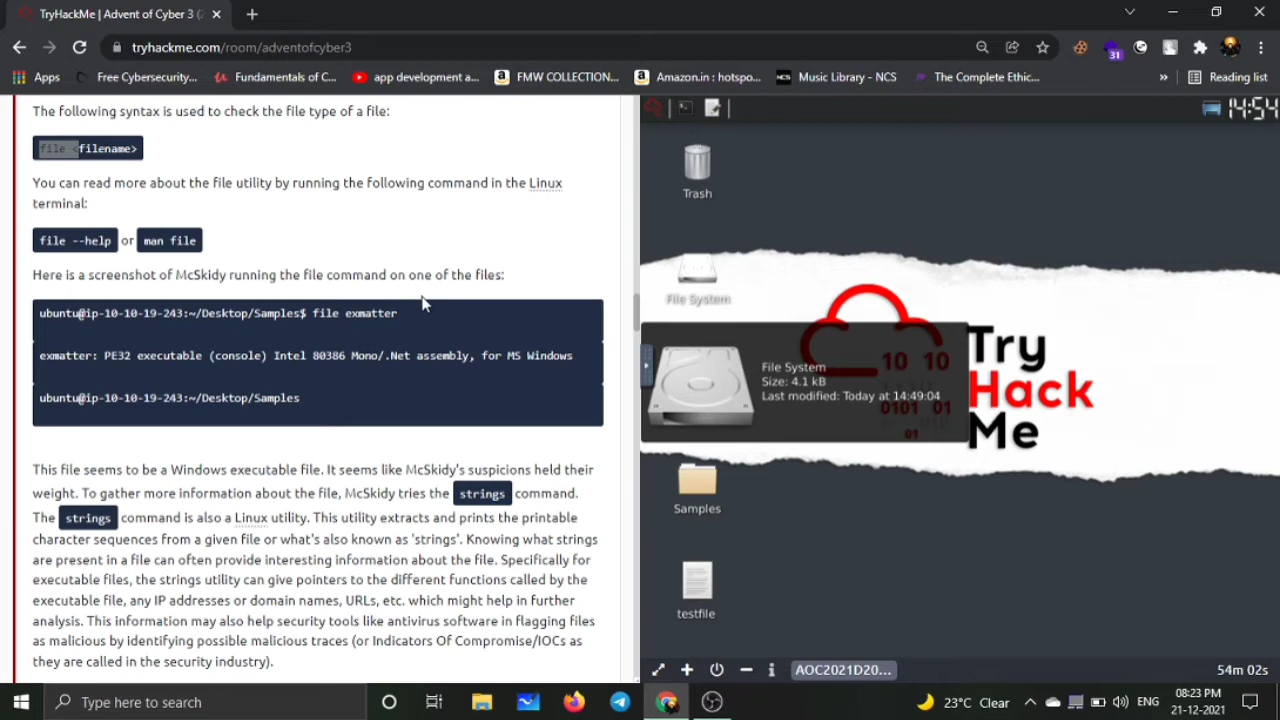 TryHackMe | Advent of Cyber 3 (2
tryhackme.com/room/adventofcyber3
31
Apps
Free Cybersecurity...
Fundamentals of C...
app development a...
FMW COLLECTION...
Amazon.in : hotspo...
NCS
Music Library - NCS
The Complete Ethic...
»
Reading list
The following syntax is used to check the file type of a file:
file <filename>
You can read more about the file utility by running the following command in the Linux
terminal:
file --help or man file
Here is a screenshot of McSkidy running the file command on one of the files:
ubuntu@ip-10-10-19-243:~/Desktop/Samples$ file exmatter
exmatter: PE32 executable (console) Intel 80386 Mono/.Net assembly, for MS Windows
ubuntu@ip-10-10-19-243:~/Desktop/Samples
This file seems to be a Windows executable file. It seems like McSkidy's suspicions held their
weight. To gather more information about the file, McSkidy tries the strings command.
The strings command is also a Linux utility. This utility extracts and prints the printable
character sequences from a given file or what's also known as 'strings'. Knowing what strings
are present in a file can often provide interesting information about the file. Specifically for
executable files, the strings utility can give pointers to the different functions called by the
executable file, any IP addresses or domain names, URLs, etc. which might help in further
analysis. This information may also help security tools like antivirus software in flagging files
as malicious by identifying possible malicious traces (or Indicators Of Compromise/IOCs as
they are called in the security industry).
14:54
Trash
File System
File System
Size: 4.1 kB
Last modified: Today at 14:49:04
10 10
0101 01
01
Try
Hack
Me
Samples
testfile
AOC2021D20...
54m 02s
Type here to search
23°C Clear
ENG
08:23 PM
21-12-2021